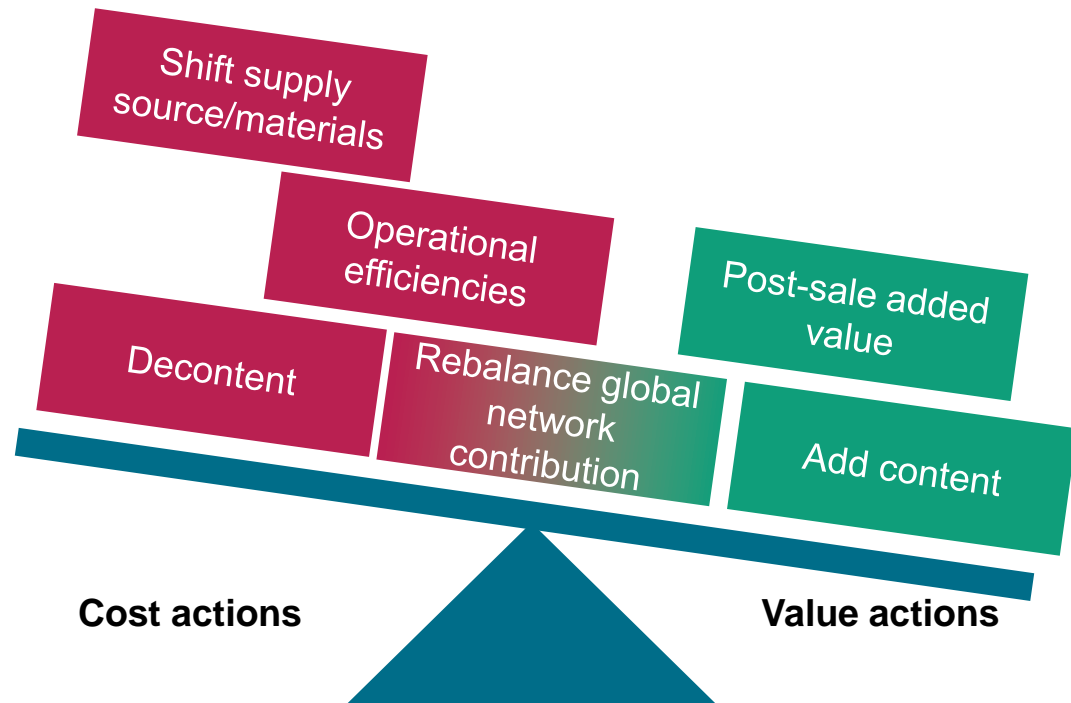 Shift supply
source/materials
Operational
efficiencies
Post-sale added
value
Decontent
Rebalance global
network
contribution
Add content
Cost actions
Value actions